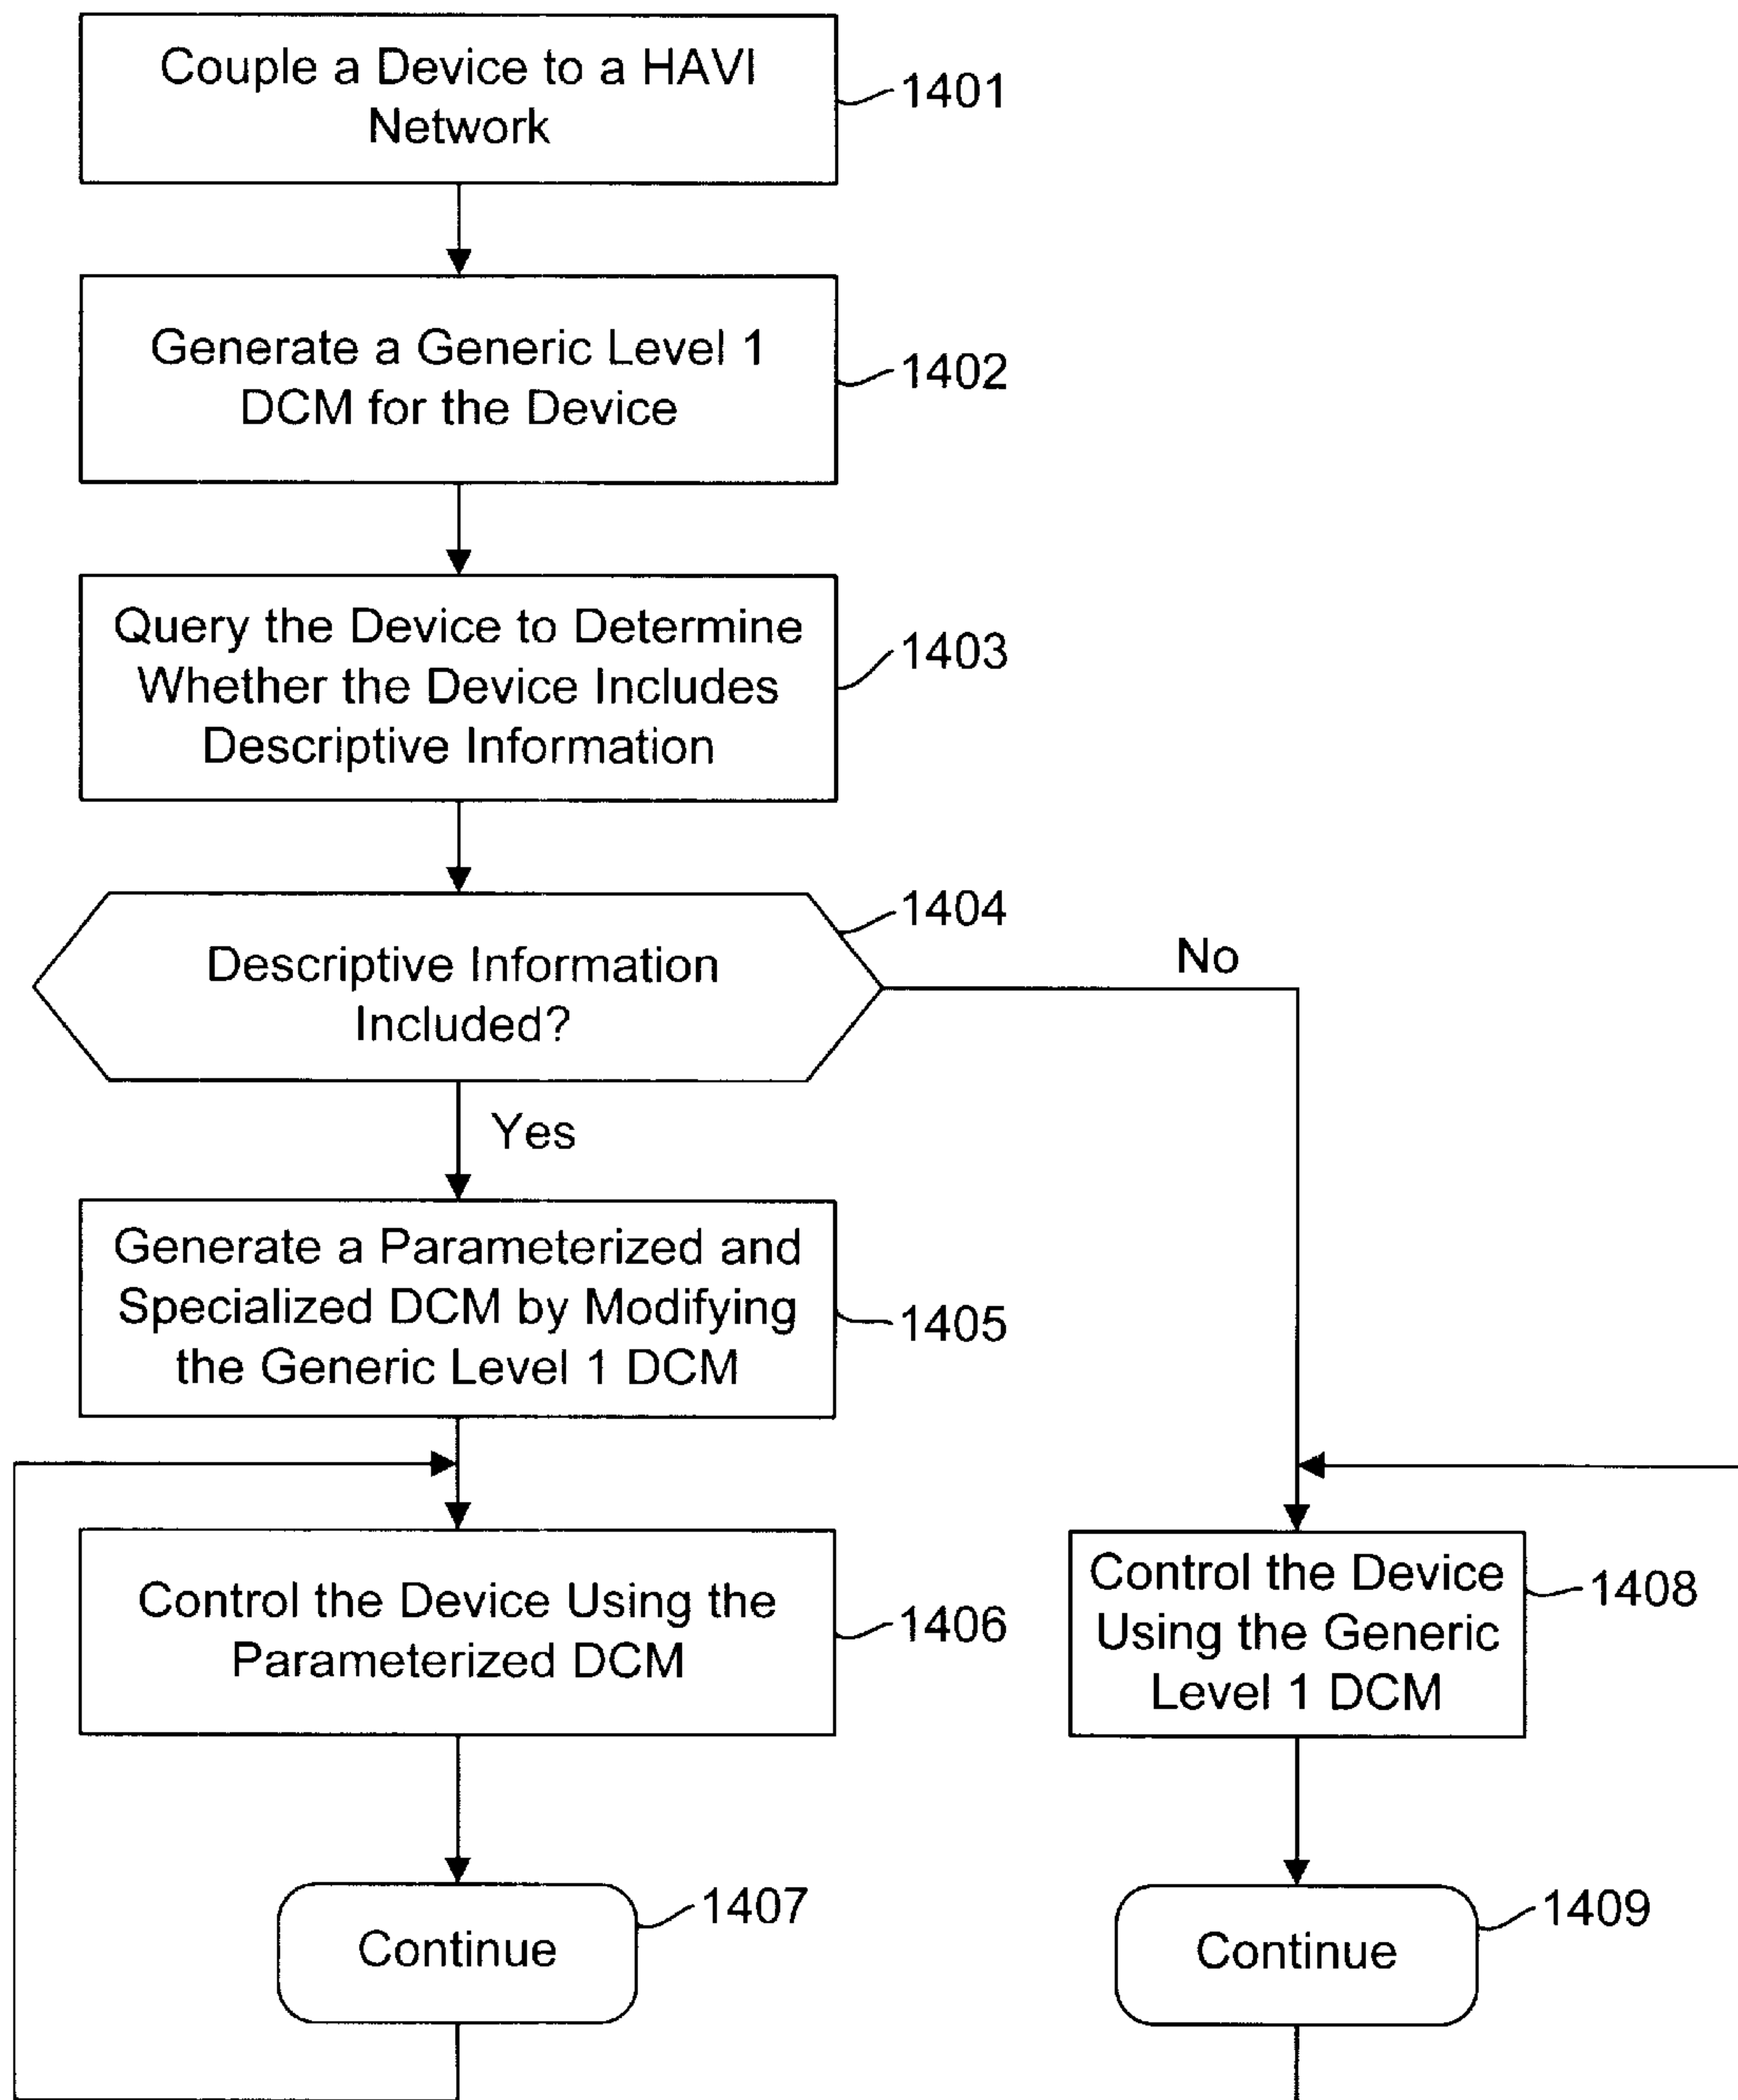 Couple a Device to a HAVI
Network
1401
Generate a Generic Level 1
DCM for the Device
1402
Query the Device to Determine
Whether the Device Includes
Descriptive Information
1403
1404
Descriptive Information
Included?
No
Yes
Generate a Parameterized and
Specialized DCM by Modifying
the Generic Level 1 DCM
1405
Control the Device Using the
Parameterized DCM
1406
Control the Device
Using the Generic
Level 1 DCM
1408
Continue
1407
Continue
1409